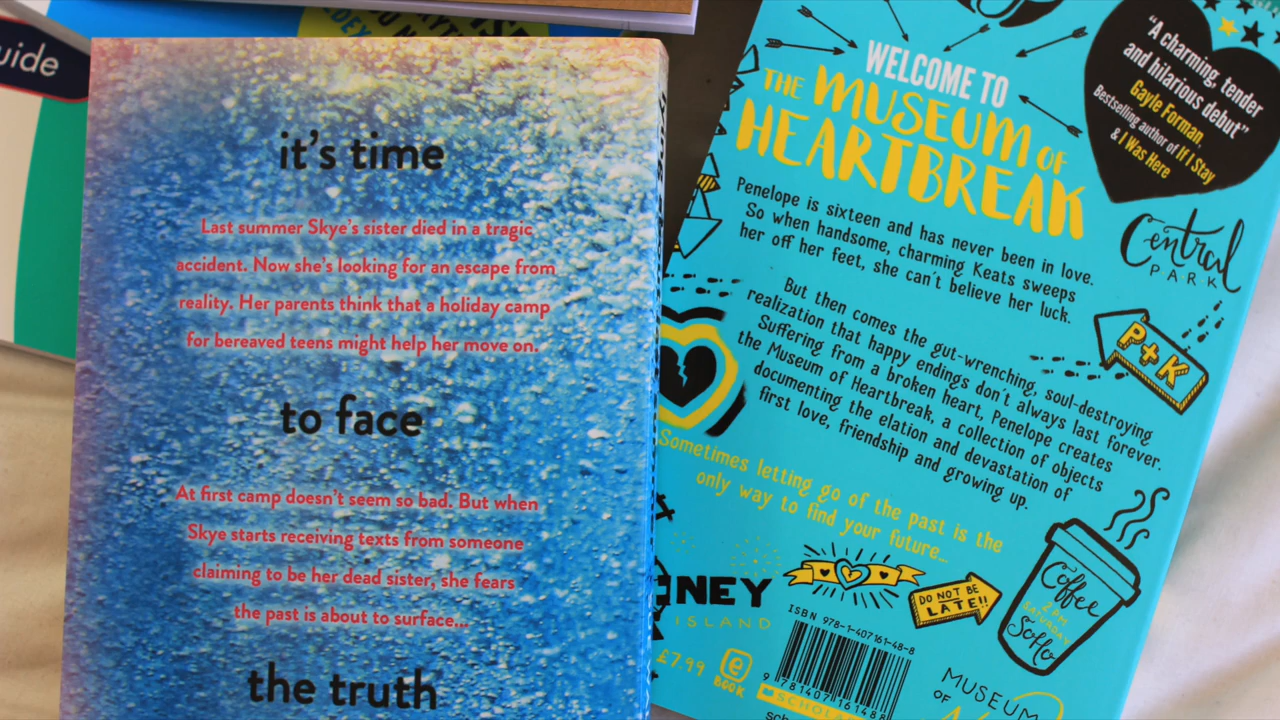 uide
it's time
Last summer Skye's sister died in a tragic
accident. Now she's looking for an escape from
reality. Her parents think that a holiday camp
for bereaved teens might help her move on.
to face
At first camp doesn't seem so bad. But when
Skye starts receiving texts from someone
claiming to be her dead sister, she fears
the past is about to surface...
the truth
WELCOME TO
THE MUSEUM OF
HEARTBREAK
"A charming, tender
and hilarious debut"
Gayle Forman,
Bestselling author of If I Stay
& I Was Here
Penelope is sixteen and has never been in love.
So when handsome, charming Keats sweeps
her off her feet, she can't believe her luck.
Central
PARK
P+K
But then comes the gut-wrenching, soul-destroying
realization that happy endings don't always last forever.
Suffering from a broken heart, Penelope creates
the Museum of Heartbreak, a collection of objects
documenting the elation and devastation of
first love, friendship and growing up.
Sometimes letting go of the past is the
only way to find your future...
NEY
ISLAND
DO NOT BE
LATE!!
Coffee
2 PM
SATURDAY
SoHo
£7.99
e
BOOK
ISBN 978-1-407161-48-8
9 781407 161488
SCHOLA
MUSEUM
OF